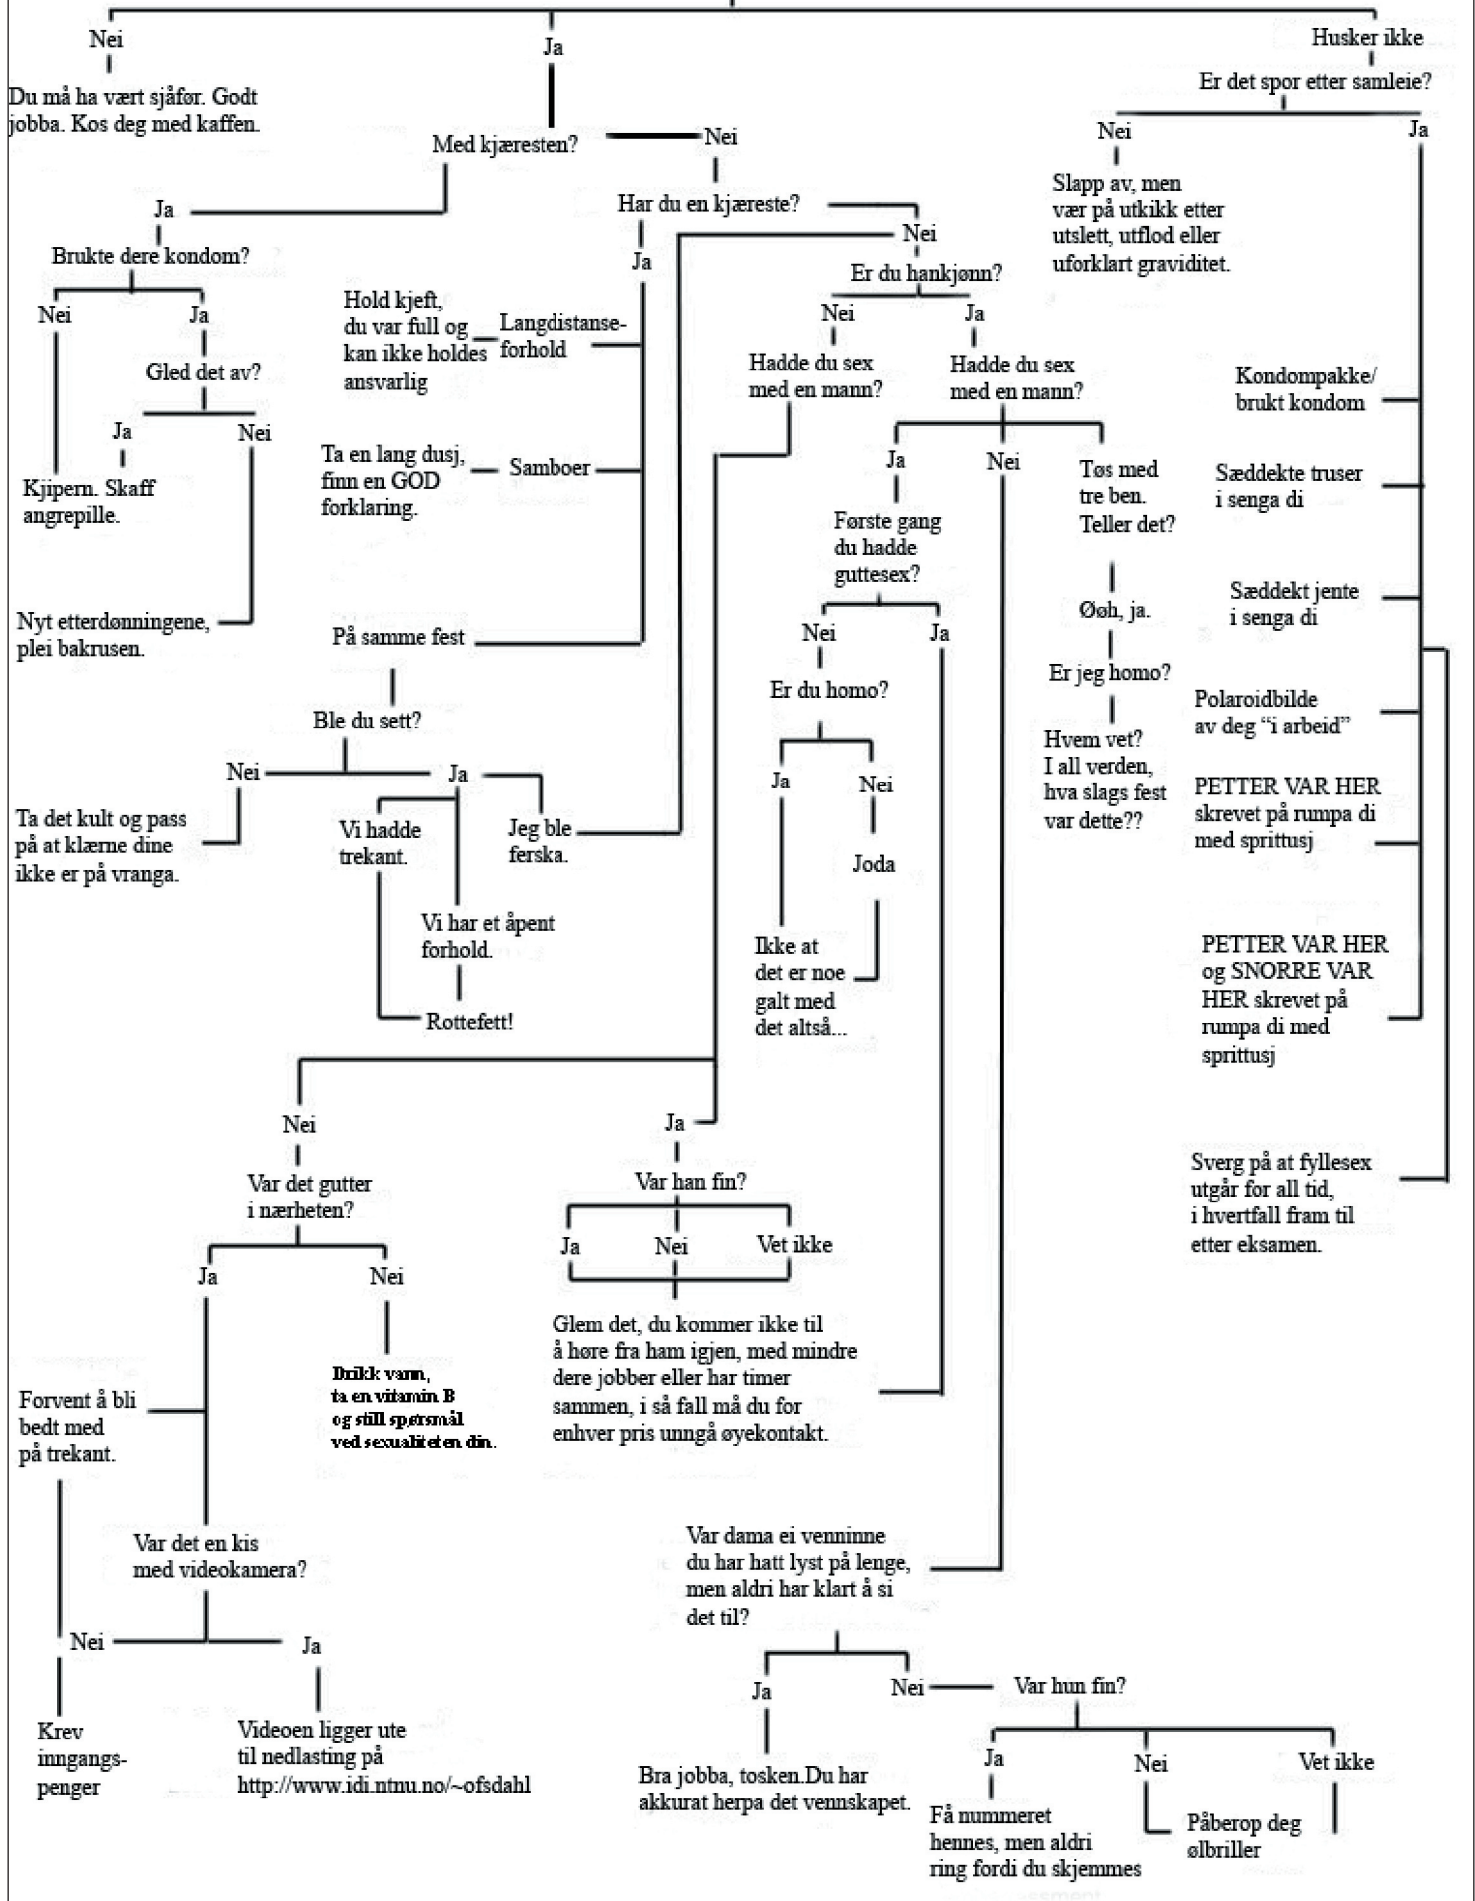 Nei
Ja
Husker ikke
Du må ha vært sjåfør. Godt
jobba. Kos deg med kaffen.
Er det spor etter samleie?
Nei
Ja
Slapp av, men
vær på utkikk etter
utslett, utflod eller
uforklart graviditet.
Med kjæresten?
Nei
Ja
Brukte dere kondom?
Nei
Ja
Gled det av?
Ja
Nei
Kjipern. Skaff
angrepille.
Nyt etterdønningene,
plei bakrusen.
Har du en kjæreste?
Ja
Nei
Hold kjeft,
du var full og
kan ikke holdes
ansvarlig
Langdistanse-
forhold
Ta en lang dusj,
finn en GOD
forklaring.
Samboer
På samme fest
Ble du sett?
Nei
Ja
Ta det kult og pass
på at klærne dine
ikke er på vranga.
Vi hadde
trekant.
Jeg ble
ferska.
Vi har et åpent
forhold.
Rottefett!
Er du hankjønn?
Nei
Ja
Hadde du sex
med en mann?
Hadde du sex
med en mann?
Ja
Nei
Tøs med
tre ben.
Teller det?
Første gang
du hadde
guttesex?
Nei
Ja
Er du homo?
Ja
Nei
Joda
Ikke at
det er noe
galt med
det altså...
Øøh, ja.
Er jeg homo?
Hvem vet?
I all verden,
hva slags fest
var dette??
Kondompakke/
brukt kondom
Sæddekte truser
i senga di
Sæddekt jente
i senga di
Polaroidbilde
av deg “i arbeid”
PETTER VAR HER
skrevet på rumpa di
med sprittusj
PETTER VAR HER
og SNORRE VAR
HER skrevet på
rumpa di med
sprittusj
Sverg på at fyllesex
utgår for all tid,
i hvertfall fram til
etter eksamen.
Nei
Ja
Var det gutter
i nærheten?
Ja
Nei
Drikk vann,
ta en vitamin B
og still spørsmål
ved sexualiteten din.
Forvent å bli
bedt med
på trekant.
Var det en kis
med videokamera?
Nei
Ja
Krev
inngangs-
penger
Videoen ligger ute
til nedlasting på
http://www.idi.ntnu.no/~ofsdahl
Var han fin?
Ja
Nei
Vet ikke
Glem det, du kommer ikke til
å høre fra ham igjen, med mindre
dere jobber eller har timer
sammen, i så fall må du for
enhver pris unngå øyekontakt.
Var dama ei venninne
du har hatt lyst på lenge,
men aldri har klart å si
det til?
Ja
Nei
Var hun fin?
Bra jobba, tosken.Du har
akkurat herpa det vennskapet.
Ja
Nei
Vet ikke
Få nummeret
hennes, men aldri
ring fordi du skjemmes
Påberop deg
ølbriller